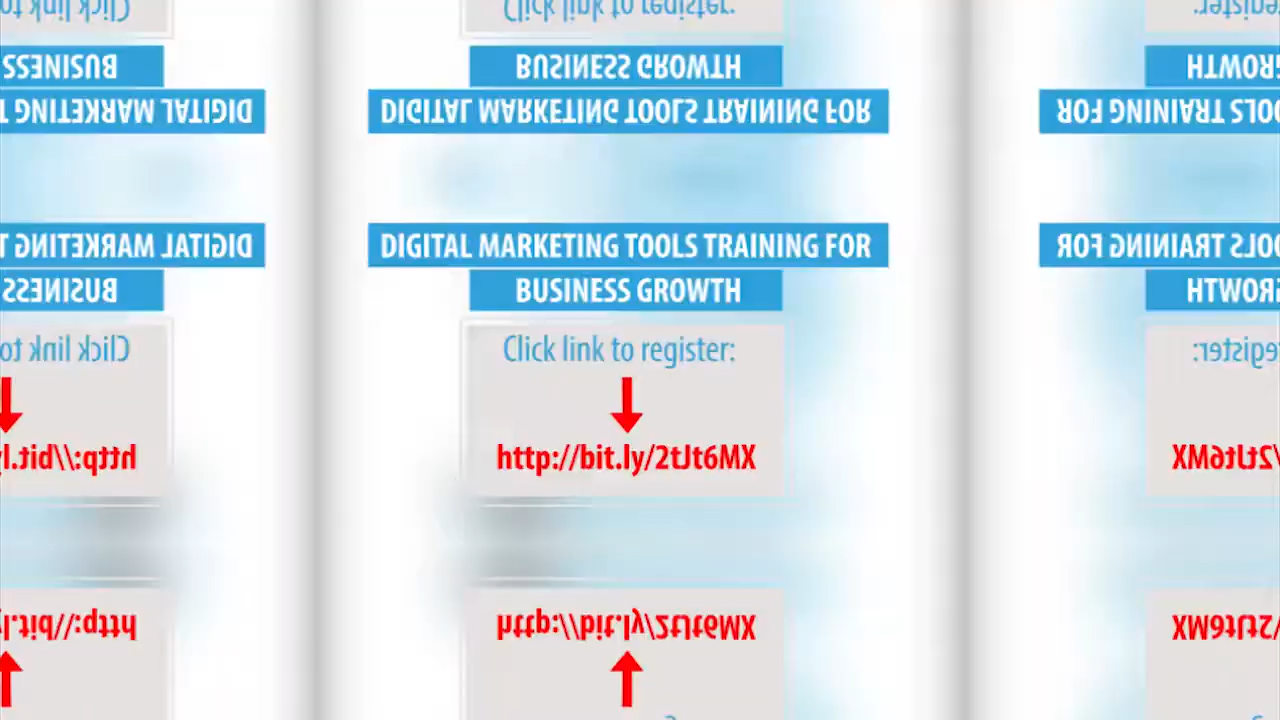 DIGITAL MARKETING TOOLS TRAINING FOR
BUSINESS GROWTH
Click link to register:
http://bit.ly/2tJt6MX